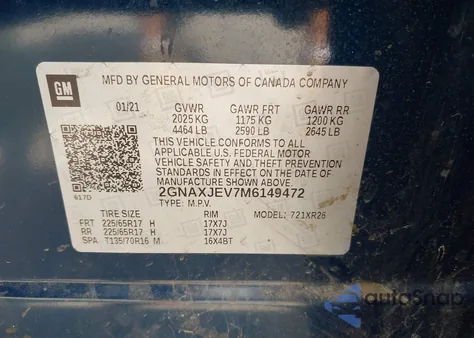 GM
MFD BY GENERAL MOTORS OF CANADA COMPANY
01/21 GVWR GAWR FRT GAWR RR
2025 KG 1175 KG 1200 KG
4464 LB 2590 LB 2645 LB
THIS VEHICLE CONFORMS TO ALL
APPLICABLE U.S. FEDERAL MOTOR
VEHICLE SAFETY AND THEFT PREVENTION
STANDARDS IN EFFECT ON THE DATE OF
MANUFACTURE SHOWN ABOVE.
617D 2GNAXJEV7M6149472
TYPE: M.P.V.
TIRE SIZE RIM MODEL: 721XR26
FRT 225/65R17 H 17X7J
RR 225/65R17 H 17X7J
SPA T135/70R16 M 16X4BT
autoSnap